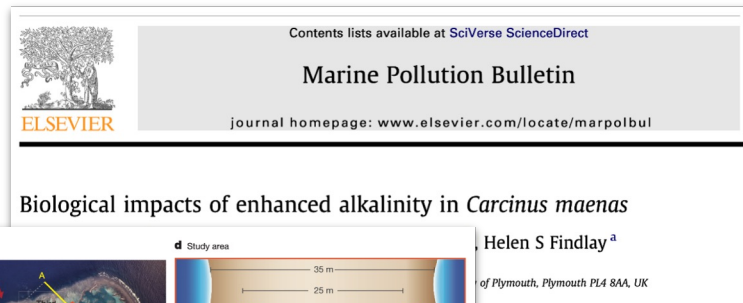 Contents lists available at SciVerse ScienceDirect
Marine Pollution Bulletin
ELSEVIER
journal homepage: www.elsevier.com/locate/marpolbul
Biological impacts of enhanced alkalinity in Carcinus maenas
, Helen S Findlay a
of Plymouth, Plymouth PL4 8AA, UK
d Study area
A
35 m
25 m